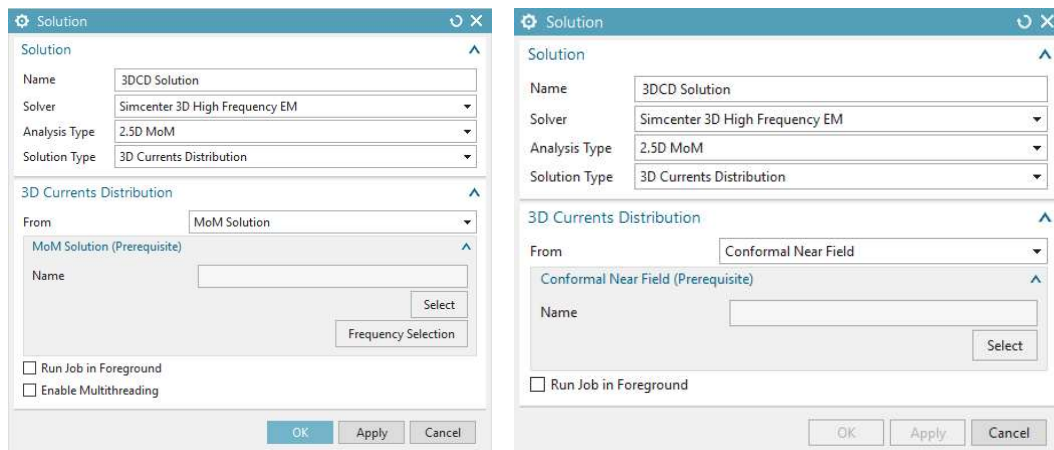 Solution
Solution
Name 3DCD Solution
Solver Simcenter 3D High Frequency EM
Analysis Type 2.5D MoM
Solution Type 3D Currents Distribution
3D Currents Distribution
From MoM Solution
MoM Solution (Prerequisite)
Name
Select
Frequency Selection
Run Job in Foreground
Enable Multithreading
OK Apply Cancel
Solution
Solution
Name 3DCD Solution
Solver Simcenter 3D High Frequency EM
Analysis Type 2.5D MoM
Solution Type 3D Currents Distribution
3D Currents Distribution
From Conformal Near Field
Conformal Near Field (Prerequisite)
Name
Select
Run Job in Foreground
OK Apply Cancel